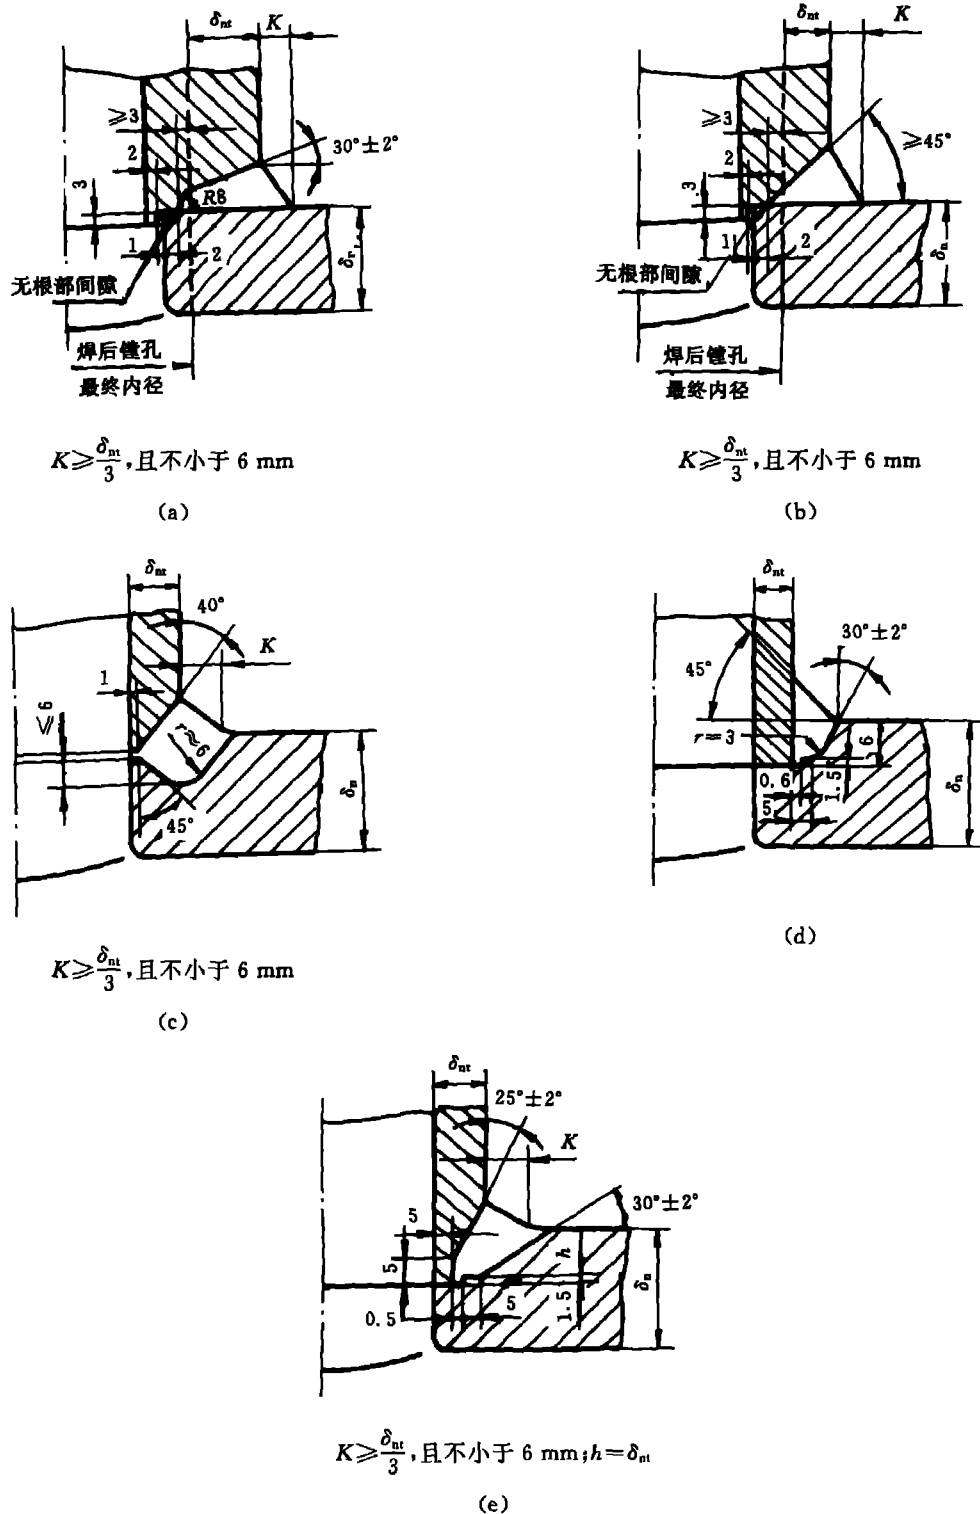 δnt K
≥3
30°±2°
2
3
R8
1
2
δr
无根部间隙
焊后镗孔
最终内径
K≥δnt/3,且不小于 6 mm
(a)
δnt K
≥3
≥45°
2
3
1
2
δn
无根部间隙
焊后镗孔
最终内径
K≥δnt/3,且不小于 6 mm
(b)
δnt
40°
K
1
≤6
r≈6
45°
δn
K≥δnt/3,且不小于 6 mm
(c)
δnt
30°±2°
45°
r=3
6
0.6
1.5
5
δn
(d)
δnt
25°±2°
K
30°±2°
5
5
h
0.5
5
1.5
δn
K≥δnt/3,且不小于 6 mm;h=δnt
(e)